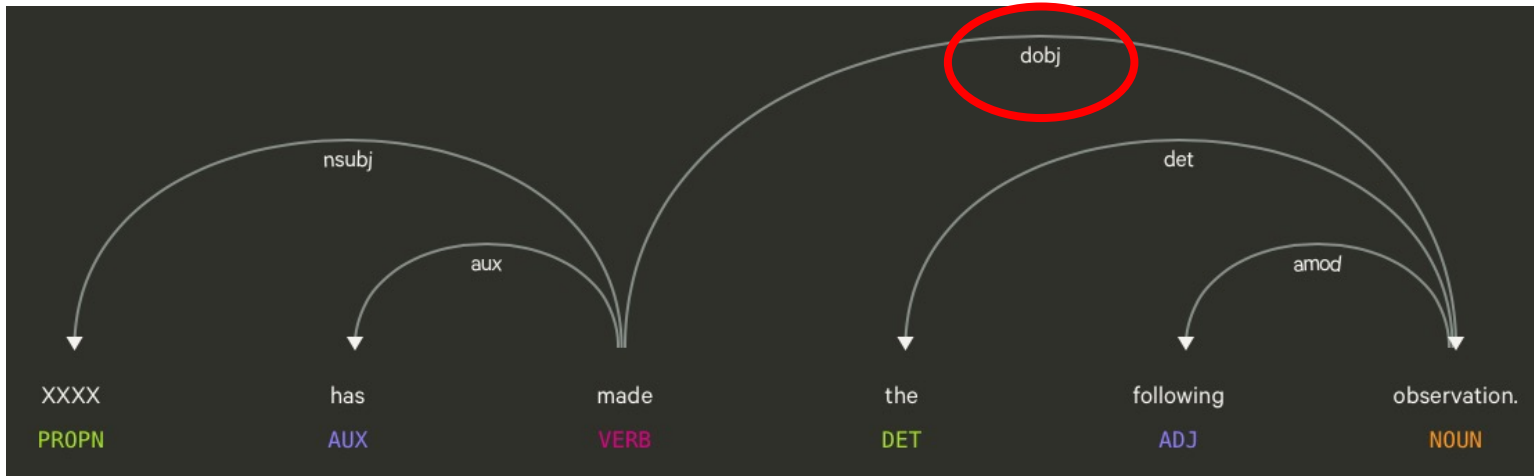 dobj
nsubj det
aux amod
XXXX has made the following observation.
PROPN AUX VERB DET ADJ NOUN